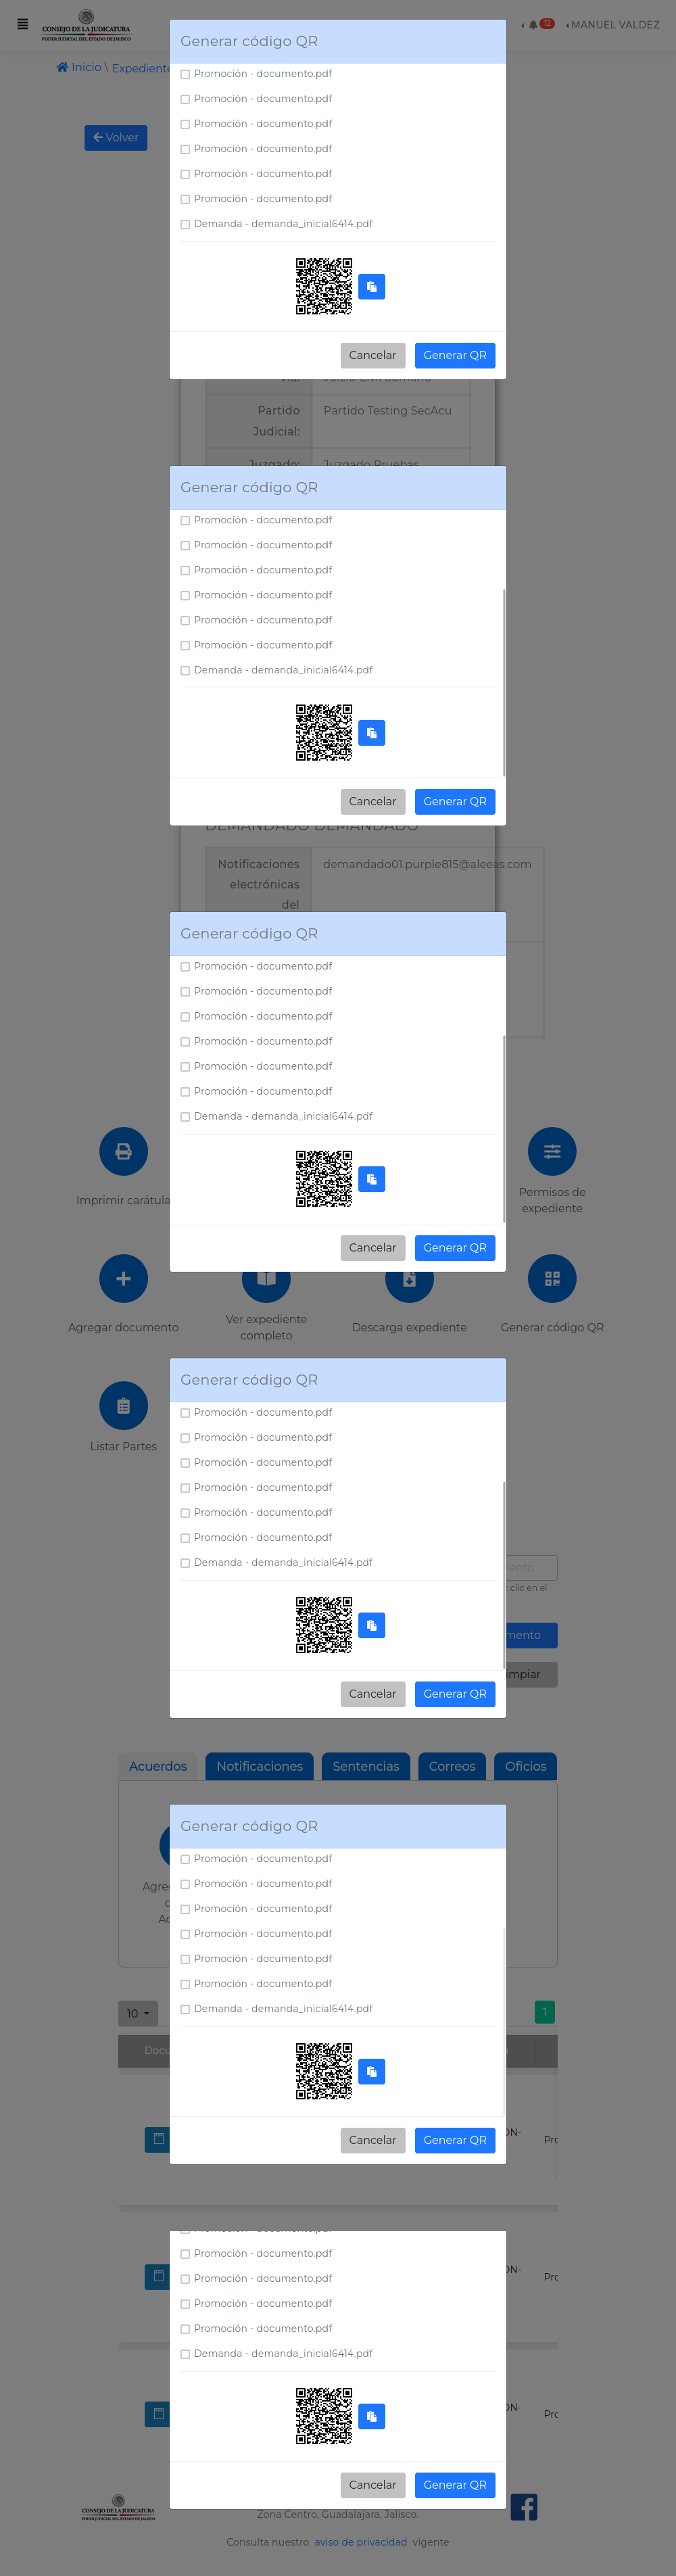 CONSEJO DE LA JUDICATURA
PODER JUDICIAL DEL ESTADO DE JALISCO
12
MANUEL VALDEZ
Inicio \ Expediente
Volver
Generar código QR
Promoción - documento.pdf
Promoción - documento.pdf
Promoción - documento.pdf
Promoción - documento.pdf
Promoción - documento.pdf
Promoción - documento.pdf
Demanda - demanda_inicial6414.pdf
Cancelar
Generar QR
Partido
Judicial:
Partido Testing SecAcu
Juzgado:
Juzgado Pruebas
Generar código QR
Promoción - documento.pdf
Promoción - documento.pdf
Promoción - documento.pdf
Promoción - documento.pdf
Promoción - documento.pdf
Promoción - documento.pdf
Demanda - demanda_inicial6414.pdf
Cancelar
Generar QR
DEMANDADO DEMANDADO
Notificaciones
electrónicas
del
demandado01.purple815@aleeas.com
Generar código QR
Promoción - documento.pdf
Promoción - documento.pdf
Promoción - documento.pdf
Promoción - documento.pdf
Promoción - documento.pdf
Promoción - documento.pdf
Demanda - demanda_inicial6414.pdf
Cancelar
Generar QR
Imprimir carátula
Permisos de
expediente
Agregar documento
Ver expediente
completo
Descarga expediente
Generar código QR
Generar código QR
Promoción - documento.pdf
Promoción - documento.pdf
Promoción - documento.pdf
Promoción - documento.pdf
Promoción - documento.pdf
Promoción - documento.pdf
Demanda - demanda_inicial6414.pdf
Cancelar
Generar QR
Listar Partes
clic en el
Acuerdos
Notificaciones
Sentencias
Correos
Oficios
Generar código QR
Promoción - documento.pdf
Promoción - documento.pdf
Promoción - documento.pdf
Promoción - documento.pdf
Promoción - documento.pdf
Promoción - documento.pdf
Demanda - demanda_inicial6414.pdf
Cancelar
Generar QR
10
1
Promoción - documento.pdf
Promoción - documento.pdf
Promoción - documento.pdf
Promoción - documento.pdf
Demanda - demanda_inicial6414.pdf
Cancelar
Generar QR
CONSEJO DE LA JUDICATURA
PODER JUDICIAL DEL ESTADO DE JALISCO
Zona Centro, Guadalajara, Jalisco.
Consulta nuestro aviso de privacidad vigente